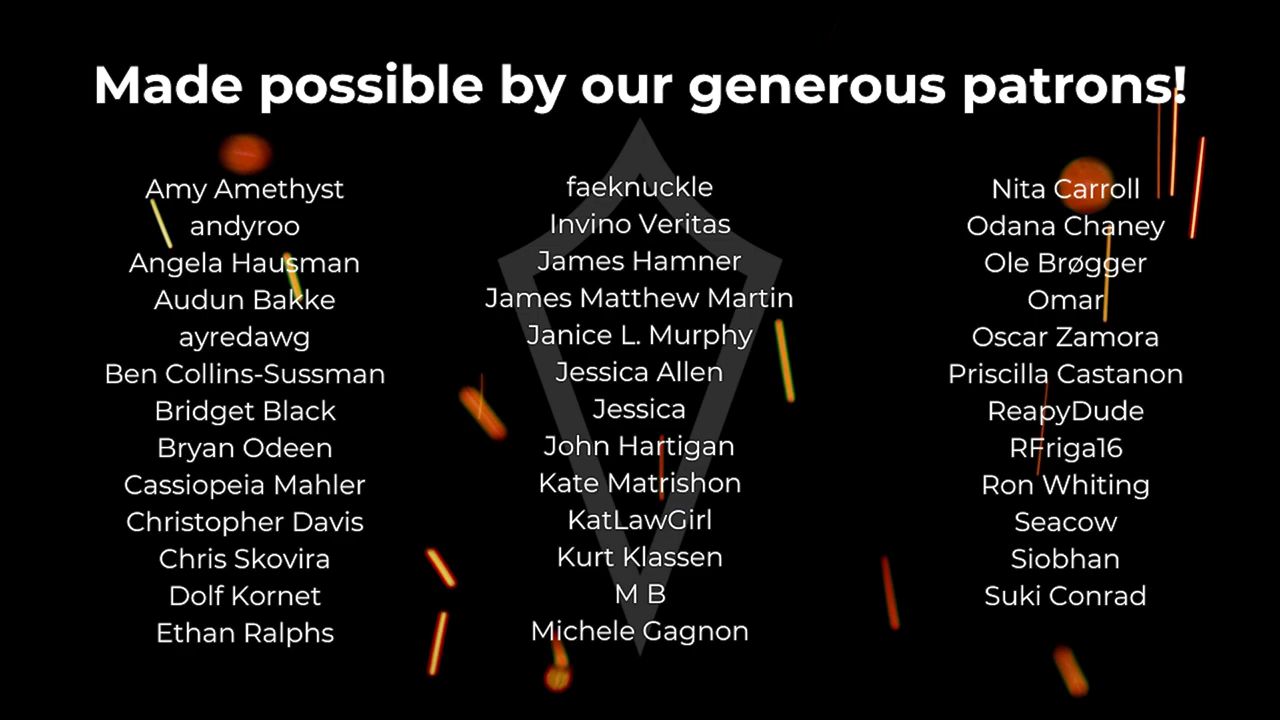 Made possible by our generous patrons!
Amy Amethyst
andyroo
Angela Hausman
Audun Bakke
ayredawg
Ben Collins-Sussman
Bridget Black
Bryan Odeen
Cassiopeia Mahler
Christopher Davis
Chris Skovira
Dolf Kornet
Ethan Ralphs
faeknuckle
Invino Veritas
James Hamner
James Matthew Martin
Janice L. Murphy
Jessica Allen
Jessica
John Hartigan
Kate Matrishon
KatLawGirl
Kurt Klassen
M B
Michele Gagnon
Nita Carroll
Odana Chaney
Ole Brøgger
Omar
Oscar Zamora
Priscilla Castanon
ReapyDude
RFriga16
Ron Whiting
Seacow
Siobhan
Suki Conrad